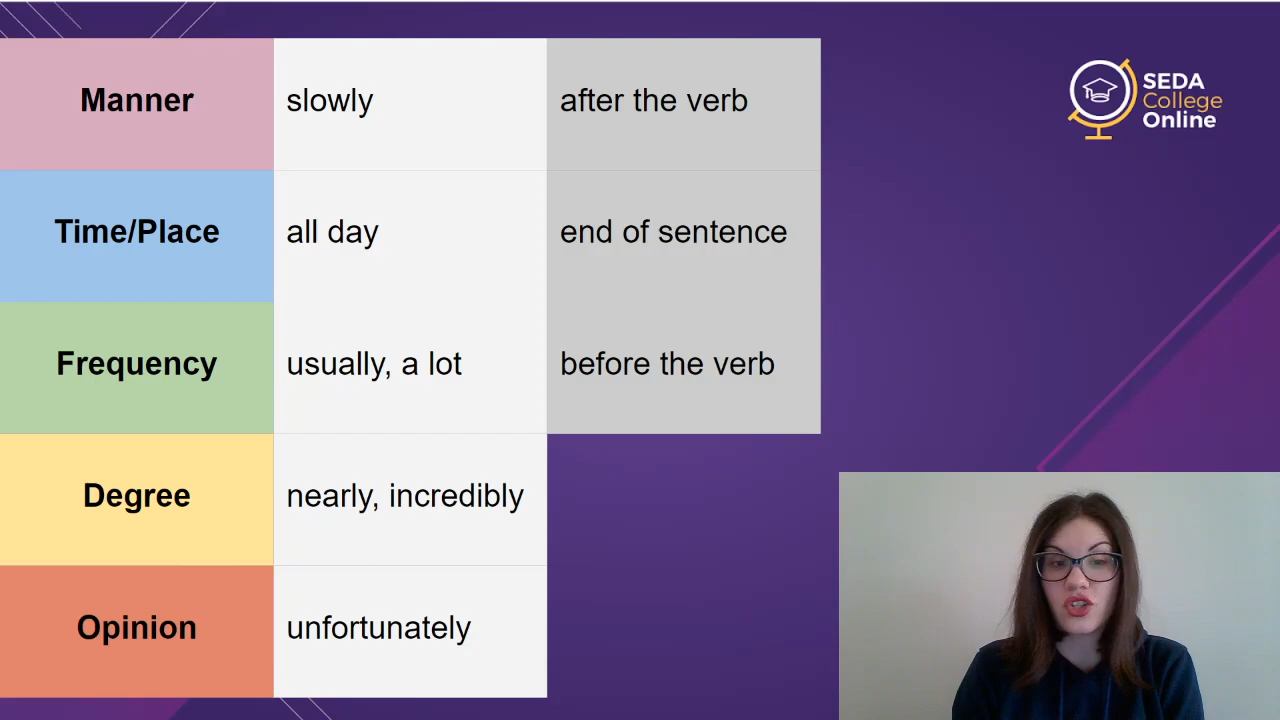 Manner
slowly
after the verb
Time/Place
all day
end of sentence
Frequency
usually, a lot
before the verb
Degree
nearly, incredibly
Opinion
unfortunately
SEDA
College
Online